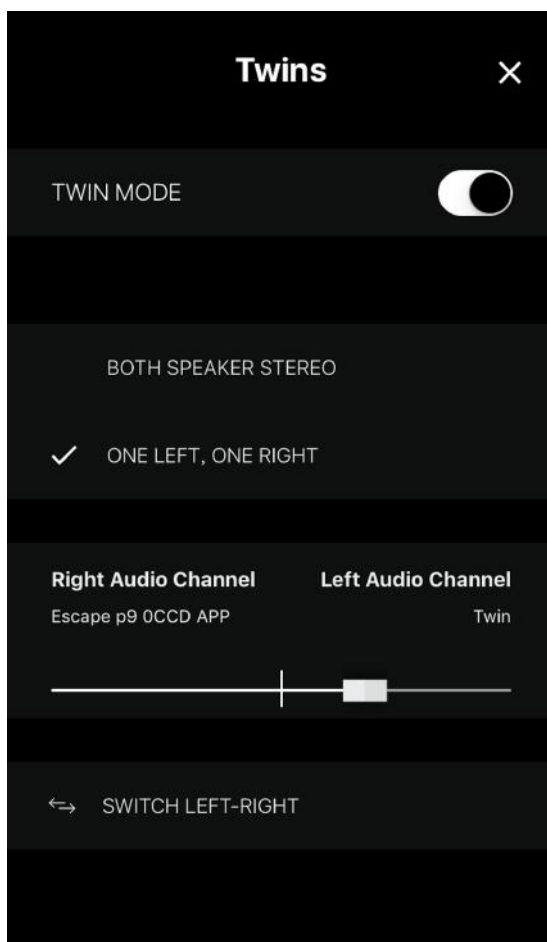 Twins
TWIN MODE
BOTH SPEAKER STEREO
ONE LEFT, ONE RIGHT
Right Audio Channel Left Audio Channel
Escape p9 0CCD APP Twin
SWITCH LEFT-RIGHT